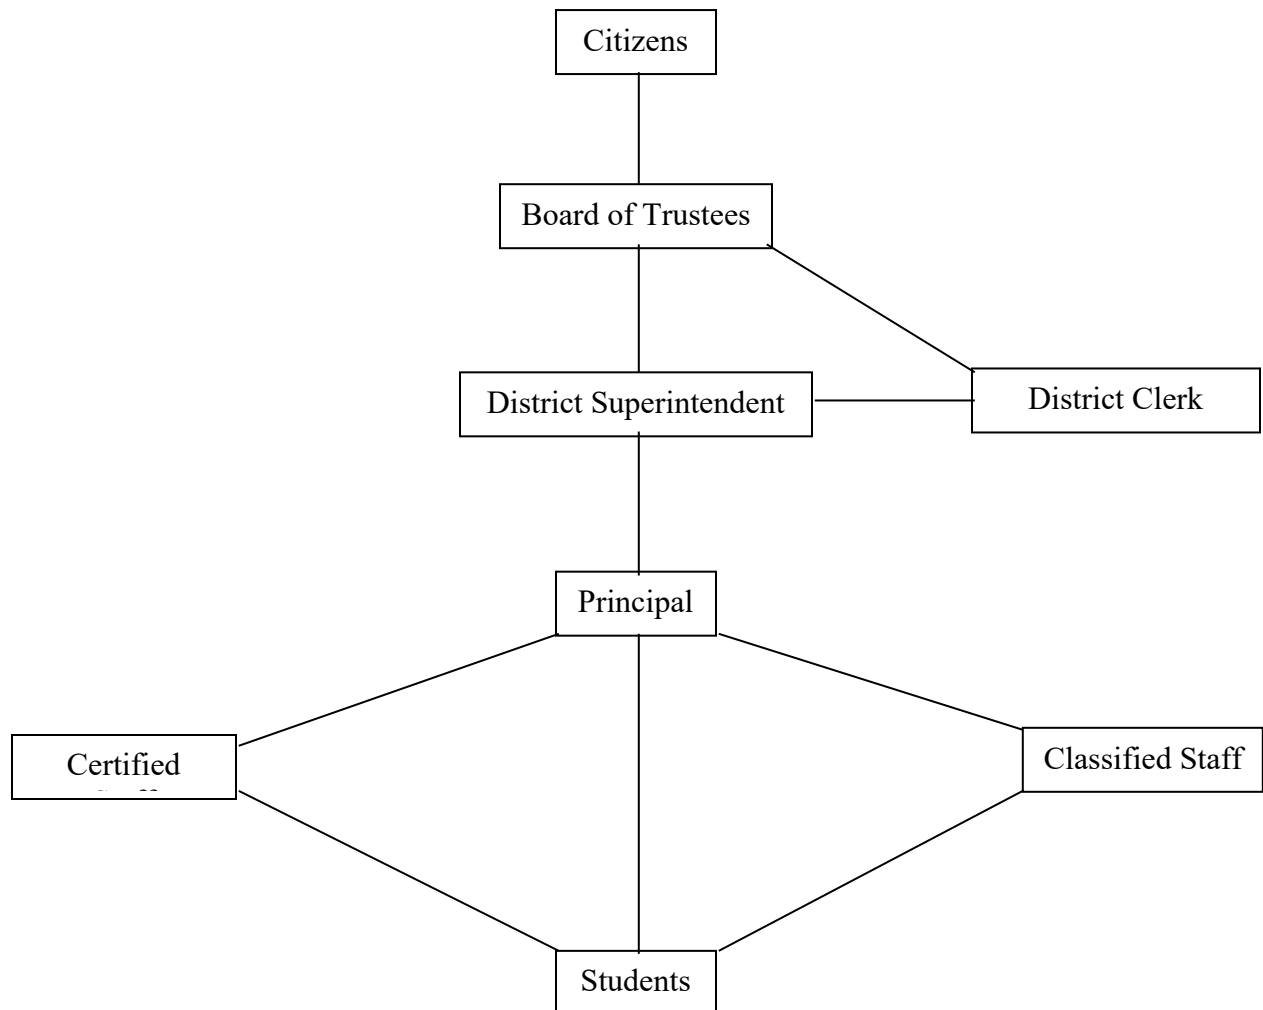 Citizens
Board of Trustees
District Superintendent
District Clerk
Principal
Certified
Classified Staff
Students